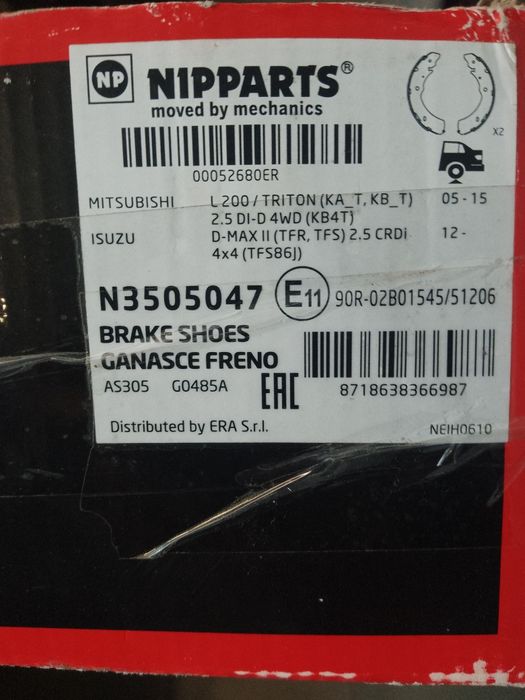 NP NIPPARTS®
moved by mechanics
X2
00052680ER
MITSUBISHI L 200 / TRITON (KA_T, KB_T) 05 - 15
2.5 DI-D 4WD (KB4T)
ISUZU D-MAX II (TFR, TFS) 2.5 CRDi 12 -
4x4 (TFS86J)
N3505047 E11 90R-02B01545/51206
BRAKE SHOES
GANASCE FRENO
AS305 G0485A EAC 8718638366987
Distributed by ERA S.r.l. NEIH0610